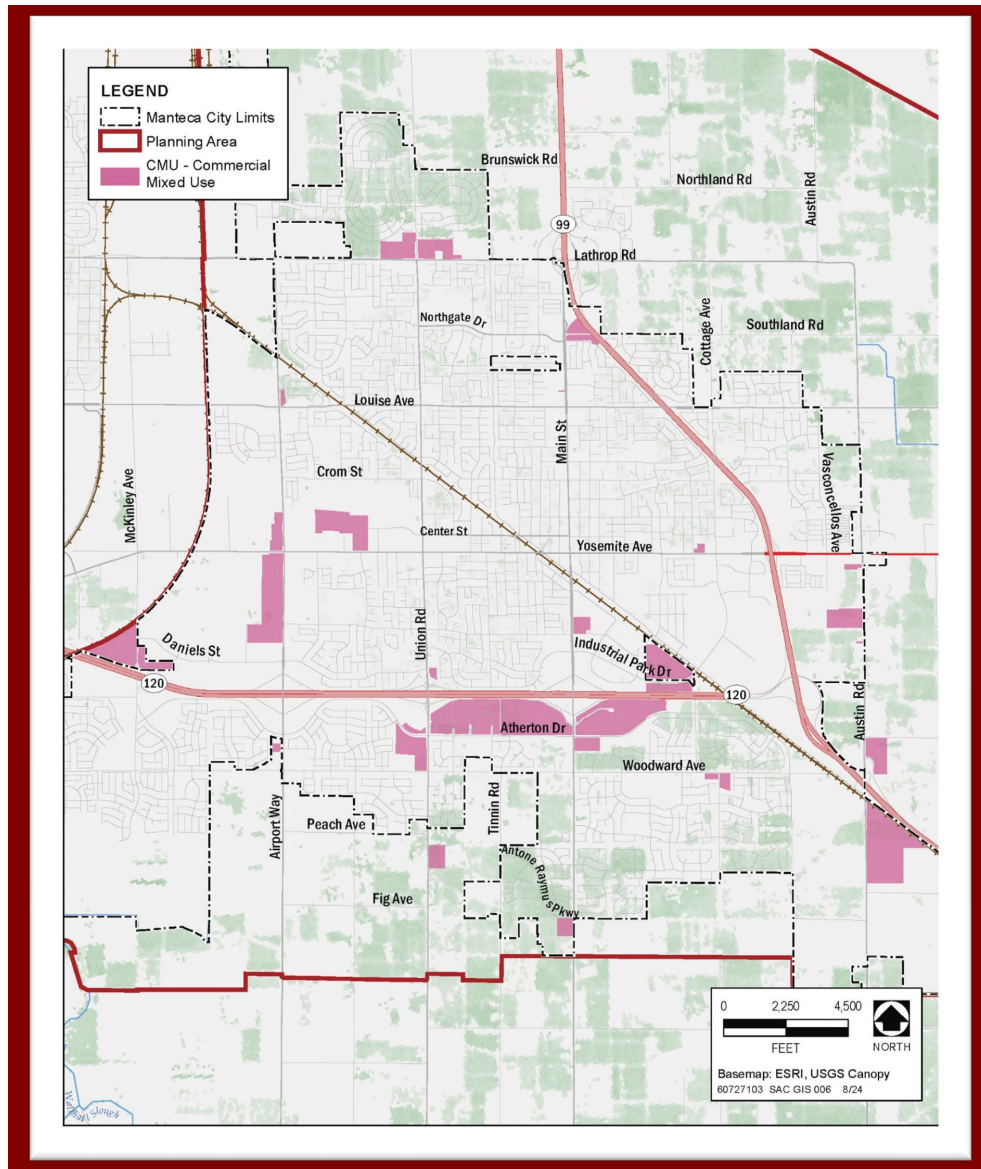 LEGEND
Manteca City Limits
Planning Area
CMU - Commercial
Mixed Use
Brunswick Rd
Northland Rd
Austin Rd
99
Lathrop Rd
Northgate Dr
Cottage Ave
Southland Rd
Louise Ave
Main St
Crom St
McKinley Ave
Vasconcellos Ave
Center St
Yosemite Ave
Union Rd
Daniels St
Industrial Park Dr
120
120
Austin Rd
Atherton Dr
Woodward Ave
Airport Way
Tinnin Rd
Peach Ave
Antone Raymus Pkwy
Fig Ave
0 2,250 4,500
FEET
NORTH
Basemap: ESRI, USGS Canopy
60727103 SAC GIS 006 8/24
Walthall Slough